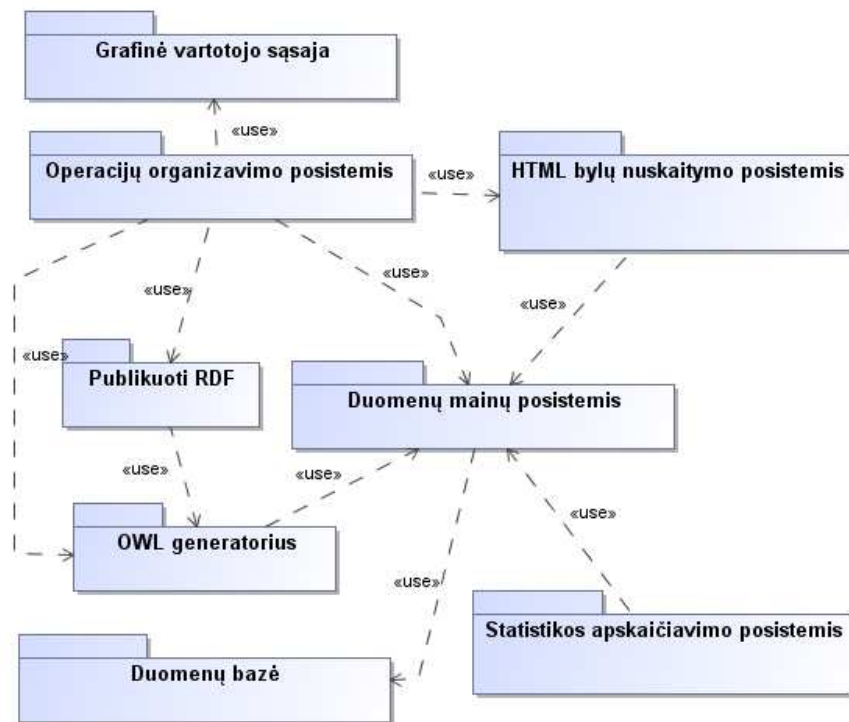 Grafinė vartotojo sąsaja
«use»
Operacijų organizavimo posistemis
«use»
HTML bylų nuskaitymo posistemis
«use»
«use»
«use»
«use»
Publikuoti RDF
Duomenų mainų posistemis
«use»
«use»
«use»
OWL generatorius
«use»
Statistikos apskaičiavimo posistemis
Duomenų bazė